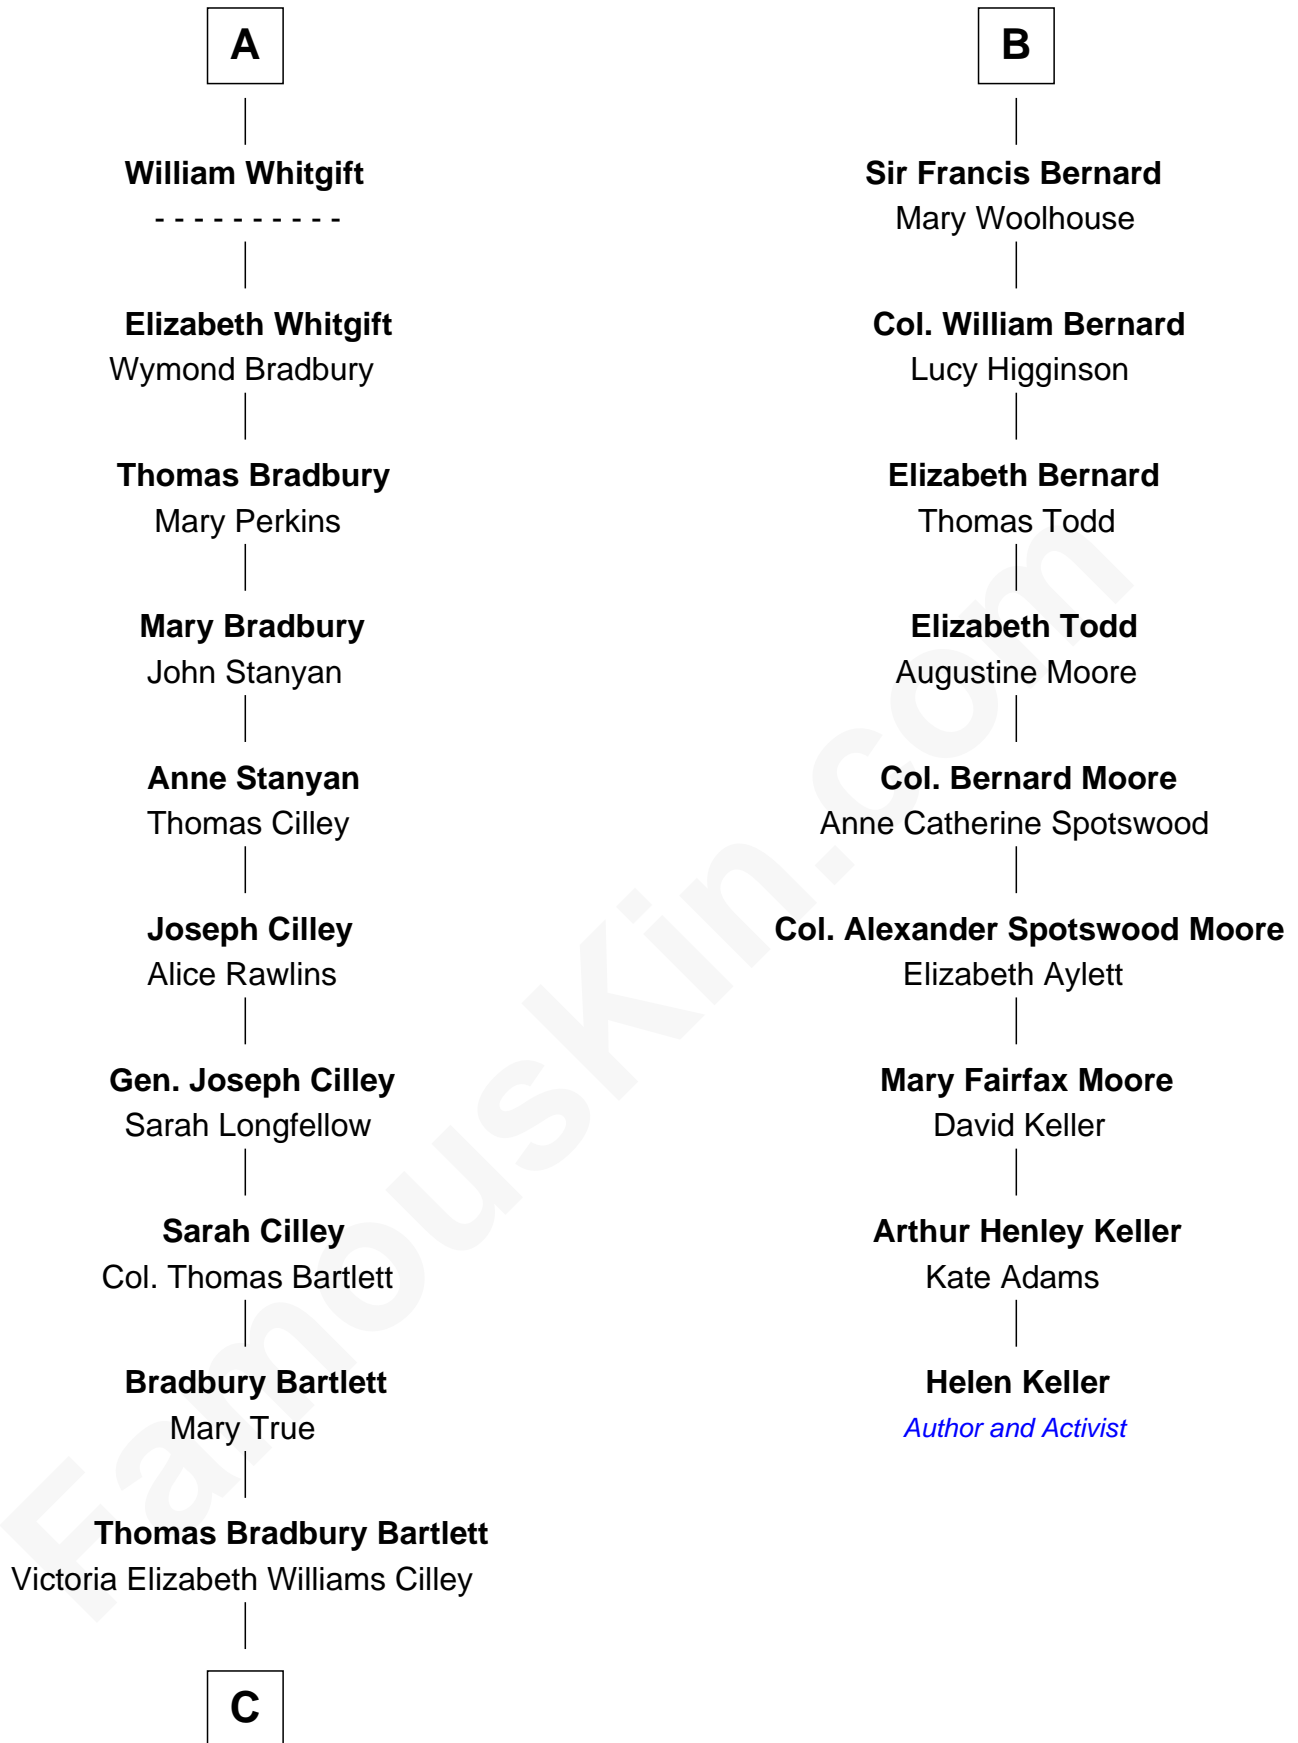 A
William Whitgift
- - - - - - - - - -
Elizabeth Whitgift
Wymond Bradbury
Thomas Bradbury
Mary Perkins
Mary Bradbury
John Stanyan
Anne Stanyan
Thomas Cilley
Joseph Cilley
Alice Rawlins
Gen. Joseph Cilley
Sarah Longfellow
Sarah Cilley
Col. Thomas Bartlett
Bradbury Bartlett
Mary True
Thomas Bradbury Bartlett
Victoria Elizabeth Williams Cilley
C
B
Sir Francis Bernard
Mary Woolhouse
Col. William Bernard
Lucy Higginson
Elizabeth Bernard
Thomas Todd
Elizabeth Todd
Augustine Moore
Col. Bernard Moore
Anne Catherine Spotswood
Col. Alexander Spotswood Moore
Elizabeth Aylett
Mary Fairfax Moore
David Keller
Arthur Henley Keller
Kate Adams
Helen Keller
Author and Activist
FamousKin.com